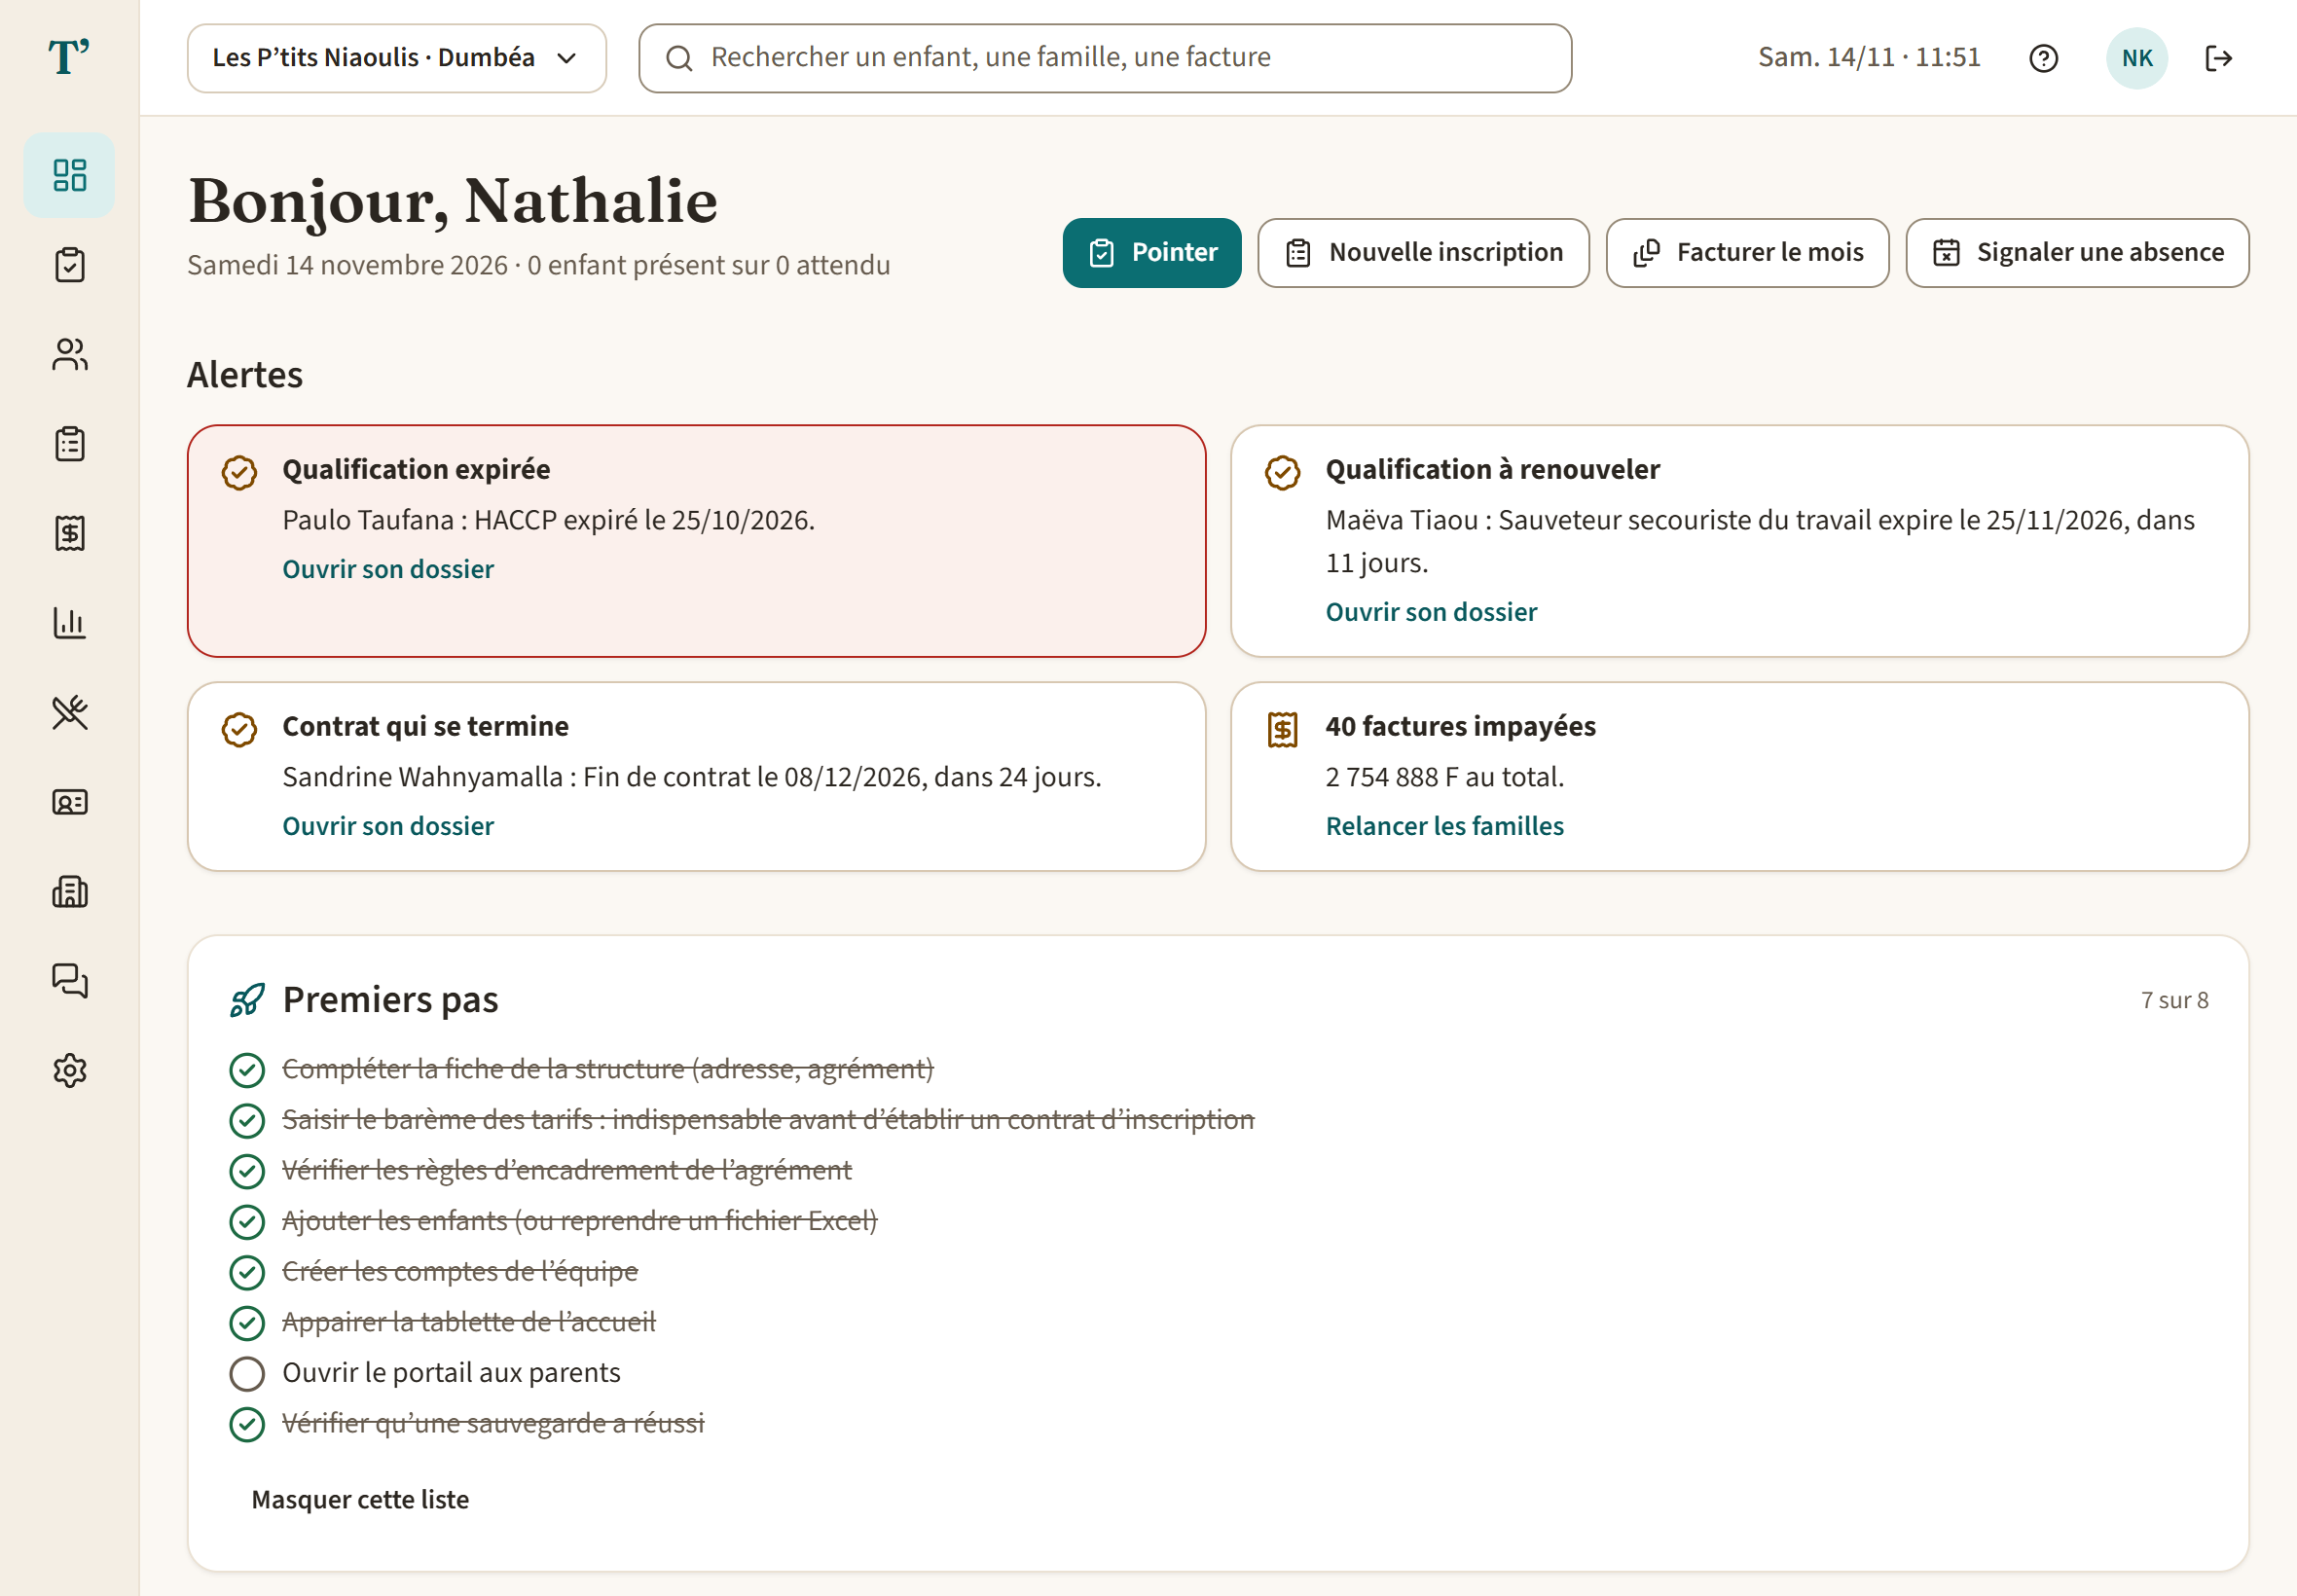 T’
Les P’tits Niaoulis · Dumbéa
Rechercher un enfant, une famille, une facture
Sam. 14/11 · 11:51
NK
Bonjour, Nathalie
Samedi 14 novembre 2026 · 0 enfant présent sur 0 attendu
Pointer
Nouvelle inscription
Facturer le mois
Signaler une absence
Alertes
Qualification expirée
Paulo Taufana : HACCP expiré le 25/10/2026.
Ouvrir son dossier
Qualification à renouveler
Maëva Tiaou : Sauveteur secouriste du travail expire le 25/11/2026, dans
11 jours.
Ouvrir son dossier
Contrat qui se termine
Sandrine Wahnyamalla : Fin de contrat le 08/12/2026, dans 24 jours.
Ouvrir son dossier
40 factures impayées
2 754 888 F au total.
Relancer les familles
Premiers pas
7 sur 8
Compléter la fiche de la structure (adresse, agrément)
Saisir le barème des tarifs : indispensable avant d’établir un contrat d’inscription
Vérifier les règles d’encadrement de l’agrément
Ajouter les enfants (ou reprendre un fichier Excel)
Créer les comptes de l’équipe
Appairer la tablette de l’accueil
Ouvrir le portail aux parents
Vérifier qu’une sauvegarde a réussi
Masquer cette liste